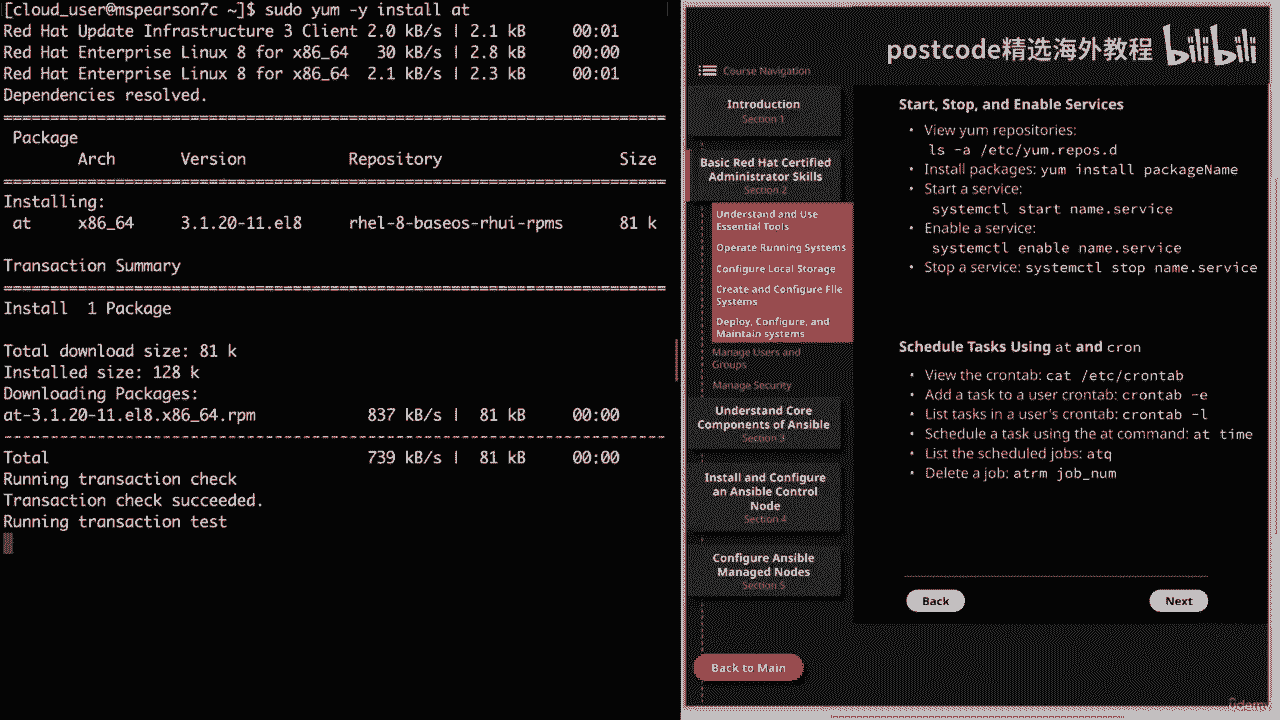 [cloud_user@mspearson7c ~]$ sudo yum -y install at
Red Hat Update Infrastructure 3 Client 2.0 kB/s | 2.1 kB 00:01
Red Hat Enterprise Linux 8 for x86_64 30 kB/s | 2.8 kB 00:00
Red Hat Enterprise Linux 8 for x86_64 2.1 kB/s | 2.3 kB 00:01
Dependencies resolved.
Package
Arch Version Repository Size
Installing:
at x86_64 3.1.20-11.el8 rhel-8-baseos-rhui-rpms 81 k
Transaction Summary
Install 1 Package
Total download size: 81 k
Installed size: 128 k
Downloading Packages:
at-3.1.20-11.el8.x86_64.rpm 837 kB/s | 81 kB 00:00
Total 739 kB/s | 81 kB 00:00
Running transaction check
Transaction check succeeded.
Running transaction test
postcode精选海外教程 bilibili
Course Navigation
Introduction
Section 1
Basic Red Hat Certified
Administrator Skills
Section 2
Understand and Use
Essential Tools
Operate Running Systems
Configure Local Storage
Create and Configure File
Systems
Deploy, Configure, and
Maintain systems
Manage Users and
Groups
Manage Security
Understand Core
Components of Ansible
Section 3
Install and Configure
an Ansible Control
Node
Section 4
Configure Ansible
Managed Nodes
Section 5
Back to Main
Start, Stop, and Enable Services
• View yum repositories:
ls -a /etc/yum.repos.d
• Install packages: yum install packageName
• Start a service:
systemctl start name.service
• Enable a service:
systemctl enable name.service
• Stop a service: systemctl stop name.service
Schedule Tasks Using at and cron
• View the crontab: cat /etc/crontab
• Add a task to a user crontab: crontab -e
• List tasks in a user's crontab: crontab -l
• Schedule a task using the at command: at time
• List the scheduled jobs: atq
• Delete a job: atrm job_num
Back
Next
ûdemy